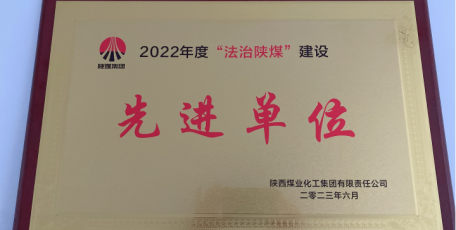 陕煤集团
2022年度“法治陕煤”建设
先进单位
陕西煤业化工集团有限责任公司
二〇二三年六月